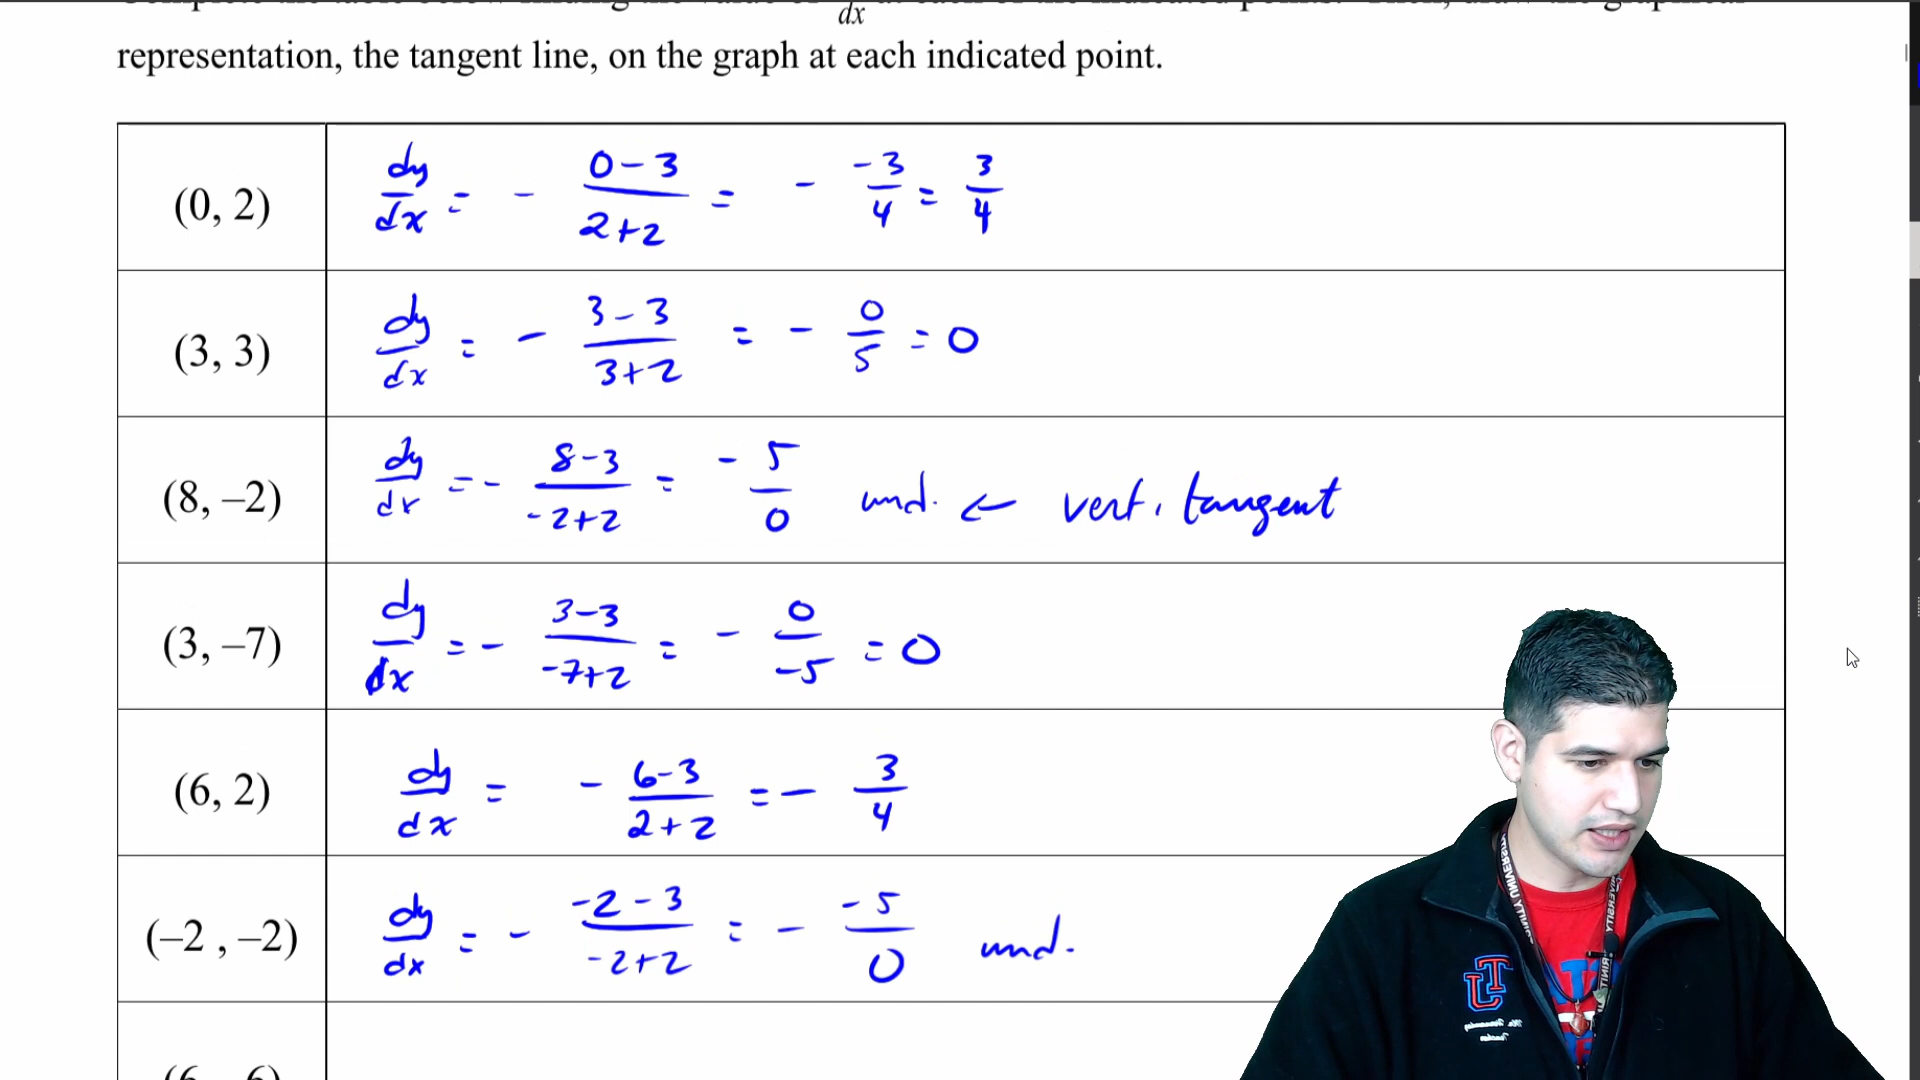 dx
representation, the tangent line, on the graph at each indicated point.
(0, 2) dy/dx = - (0-3)/(2+2) = - -3/4 = 3/4
(3, 3) dy/dx = - (3-3)/(3+2) = - 0/5 = 0
(8, –2) dy/dx = - (8-3)/(-2+2) = - 5/0 und. ← vert. tangent
(3, –7) dy/dx = - (3-3)/(-7+2) = - 0/-5 = 0
(6, 2) dy/dx = - (6-3)/(2+2) = - 3/4
(–2 , –2) dy/dx = - (-2-3)/(-2+2) = - -5/0 und.